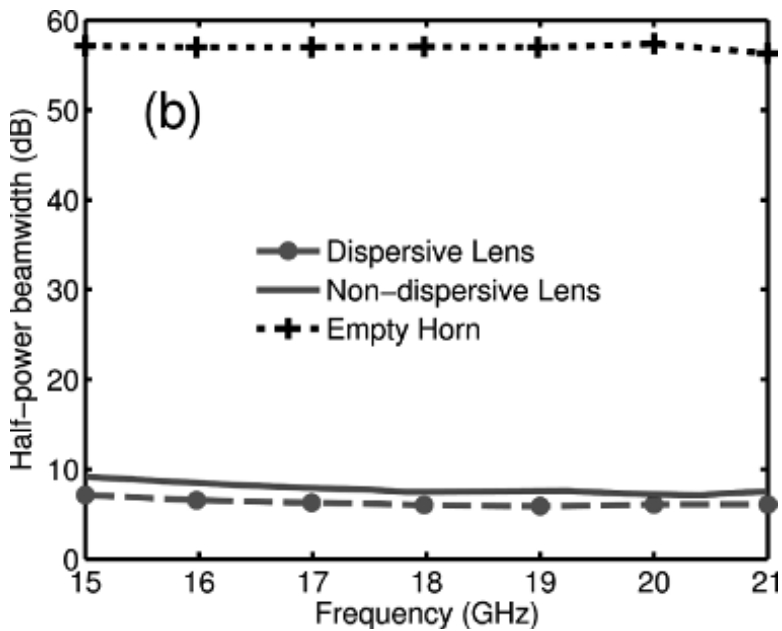 60
50
40
30
20
10
0
Half-power beamwidth (dB)
(b)
Dispersive Lens
Non-dispersive Lens
Empty Horn
15 16 17 18 19 20 21
Frequency (GHz)